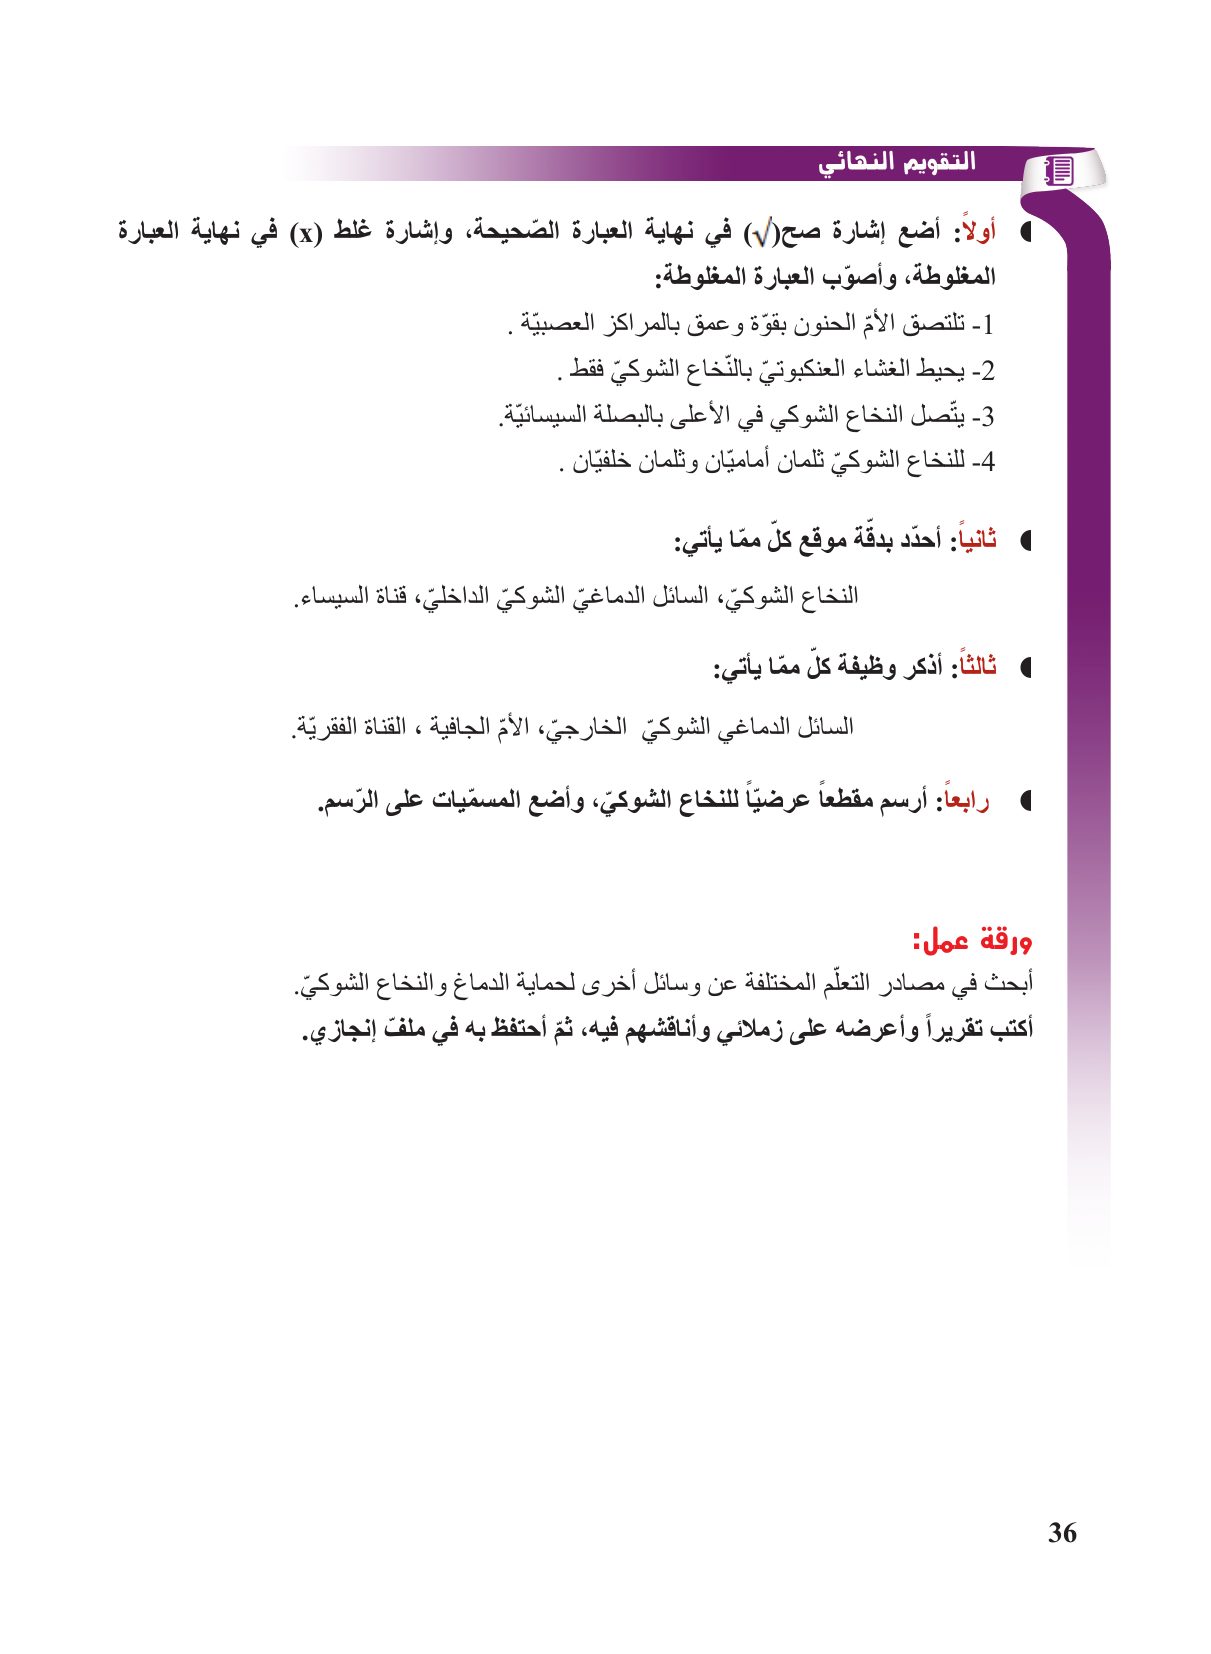 التقويم النهائي
أولاً: أضع إشارة صح(√) في نهاية العبارة الصّحيحة، وإشارة غلط (x) في نهاية العبارة
المغلوطة، وأصوّب العبارة المغلوطة:
1- تلتصق الأمّ الحنون بقوّة وعمق بالمراكز العصبيّة .
2- يحيط الغشاء العنكبوتيّ بالنّخاع الشوكيّ فقط .
3- يتّصل النخاع الشوكي في الأعلى بالبصلة السيسائيّة.
4- للنخاع الشوكيّ ثلمان أماميّان وثلمان خلفيّان .
ثانياً: أحدّد بدقّة موقع كلّ ممّا يأتي:
النخاع الشوكيّ، السائل الدماغيّ الشوكيّ الداخليّ، قناة السيساء.
ثالثاً: أذكر وظيفة كلّ ممّا يأتي:
السائل الدماغي الشوكيّ الخارجيّ، الأمّ الجافية ، القناة الفقريّة.
رابعاً: أرسم مقطعاً عرضيّاً للنخاع الشوكيّ، وأضع المسمّيات على الرّسم.
ورقة عمل:
أبحث في مصادر التعلّم المختلفة عن وسائل أخرى لحماية الدماغ والنخاع الشوكيّ.
أكتب تقريراً وأعرضه على زملائي وأناقشهم فيه، ثمّ أحتفظ به في ملفّ إنجازي.
36